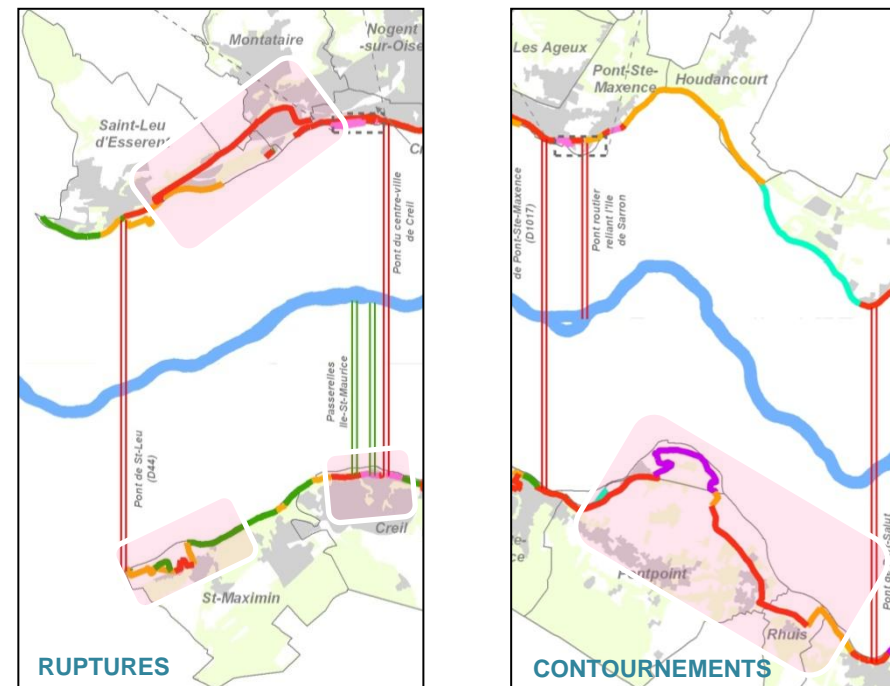 Montataire
Nogent
-sur-Oise
Saint-Leu
d'Esserent
Pont du centre-ville
de Creil
Passerelles
Ile-St-Maurice
Pont de St-Leu
(D44)
Creil
St-Maximin
RUPTURES
Les Ageux
Pont-Ste-
Maxence
Houdancourt
de Pont-Ste-Maxence
(D1017)
Pont routier
reliant l'Ile
de Sarron
Pontpoint
Rhuis
CONTOURNEMENTS